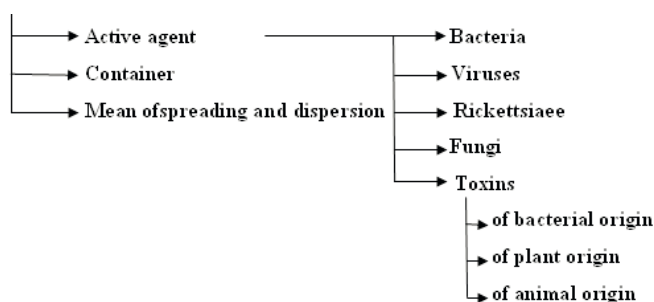 Active agent
Bacteria
Container
Viruses
Mean ofspreading and dispersion
Rickettsiaee
Fungi
Toxins
of bacterial origin
of plant origin
of animal origin